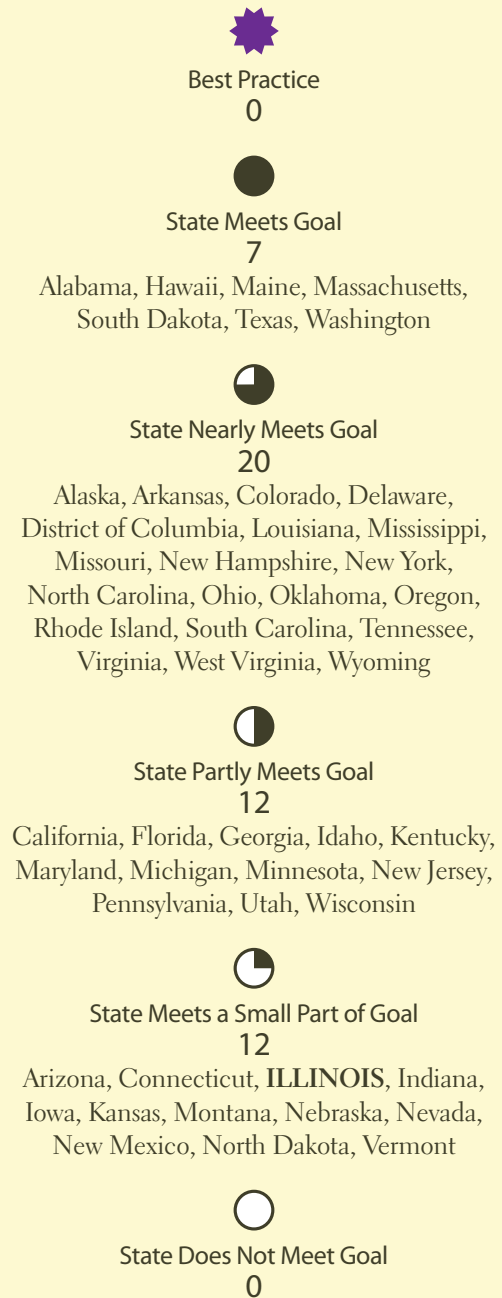 Best Practice
0
State Meets Goal
7
Alabama, Hawaii, Maine, Massachusetts,
South Dakota, Texas, Washington
State Nearly Meets Goal
20
Alaska, Arkansas, Colorado, Delaware,
District of Columbia, Louisiana, Mississippi,
Missouri, New Hampshire, New York,
North Carolina, Ohio, Oklahoma, Oregon,
Rhode Island, South Carolina, Tennessee,
Virginia, West Virginia, Wyoming
State Partly Meets Goal
12
California, Florida, Georgia, Idaho, Kentucky,
Maryland, Michigan, Minnesota, New Jersey,
Pennsylvania, Utah, Wisconsin
State Meets a Small Part of Goal
12
Arizona, Connecticut, ILLINOIS, Indiana,
Iowa, Kansas, Montana, Nebraska, Nevada,
New Mexico, North Dakota, Vermont
State Does Not Meet Goal
0